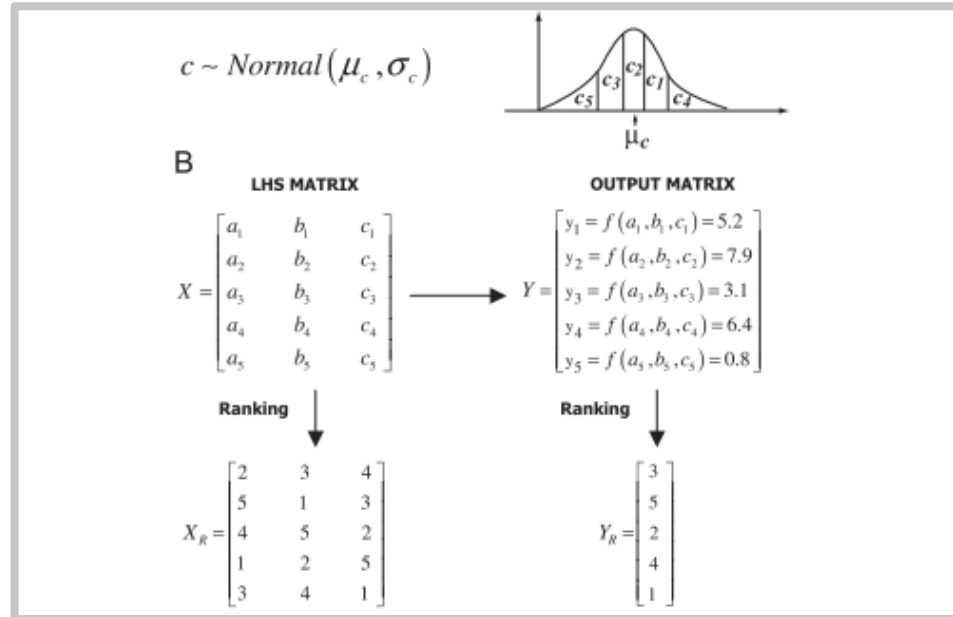 c ~ Normal(μ_c, σ_c)
c5 c3 c2 c1 c4
μc
B
LHS MATRIX
OUTPUT MATRIX
X = [a1 b1 c1
a2 b2 c2
a3 b3 c3
a4 b4 c4
a5 b5 c5]
Y = [y1 = f(a1, b1, c1) = 5.2
y2 = f(a2, b2, c2) = 7.9
y3 = f(a3, b3, c3) = 3.1
y4 = f(a4, b4, c4) = 6.4
y5 = f(a5, b5, c5) = 0.8]
Ranking
Ranking
X_R = [2 3 4
5 1 3
4 5 2
1 2 5
3 4 1]
Y_R = [3
5
2
4
1]